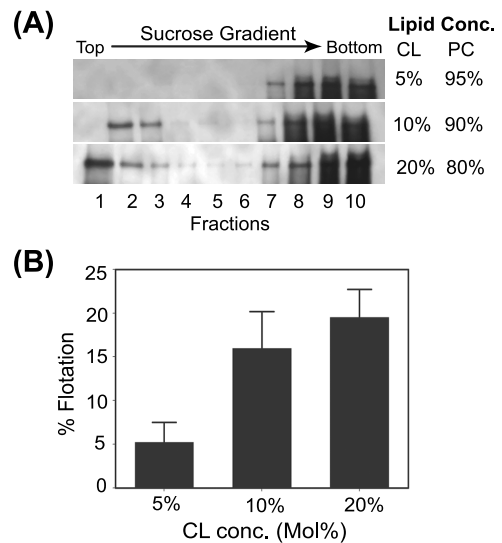 (A)
Sucrose Gradient
Lipid Conc.
Top
Bottom
CL PC
5% 95%
10% 90%
20% 80%
1 2 3 4 5 6 7 8 9 10
Fractions
(B)
25
20
15
10
5
0
% Flotation
5% 10% 20%
CL conc. (Mol%)